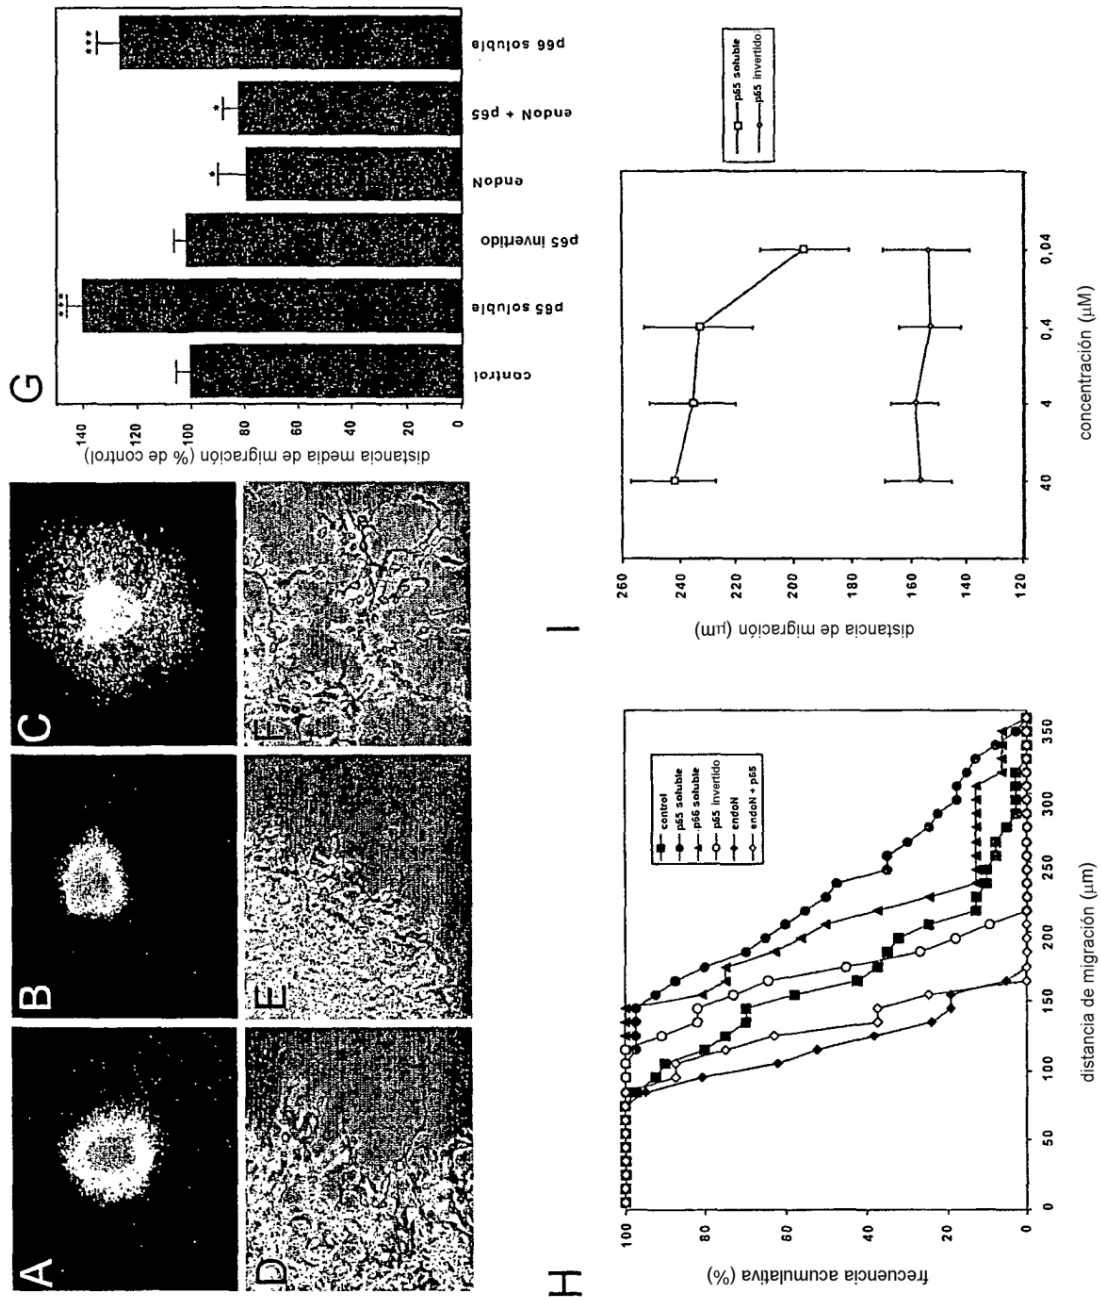 A
B
C
D
E
F
G
distancia media de migración (% de control)
140
120
100
80
60
40
20
0
control
p65 soluble
p65 invertido
endoN
endoN + p65
p66 soluble
***
*
*
***
H
frecuencia acumulativa (%)
100
80
60
40
20
0
0
50
100
150
200
250
300
350
distancia de migración (μm)
control
p65 soluble
p66 soluble
p65 invertido
endoN
endoN + p65
I
distancia de migración (μm)
260
240
220
200
180
160
140
120
40
4
0,4
0,04
concentración (μM)
p65 soluble
p65 invertido